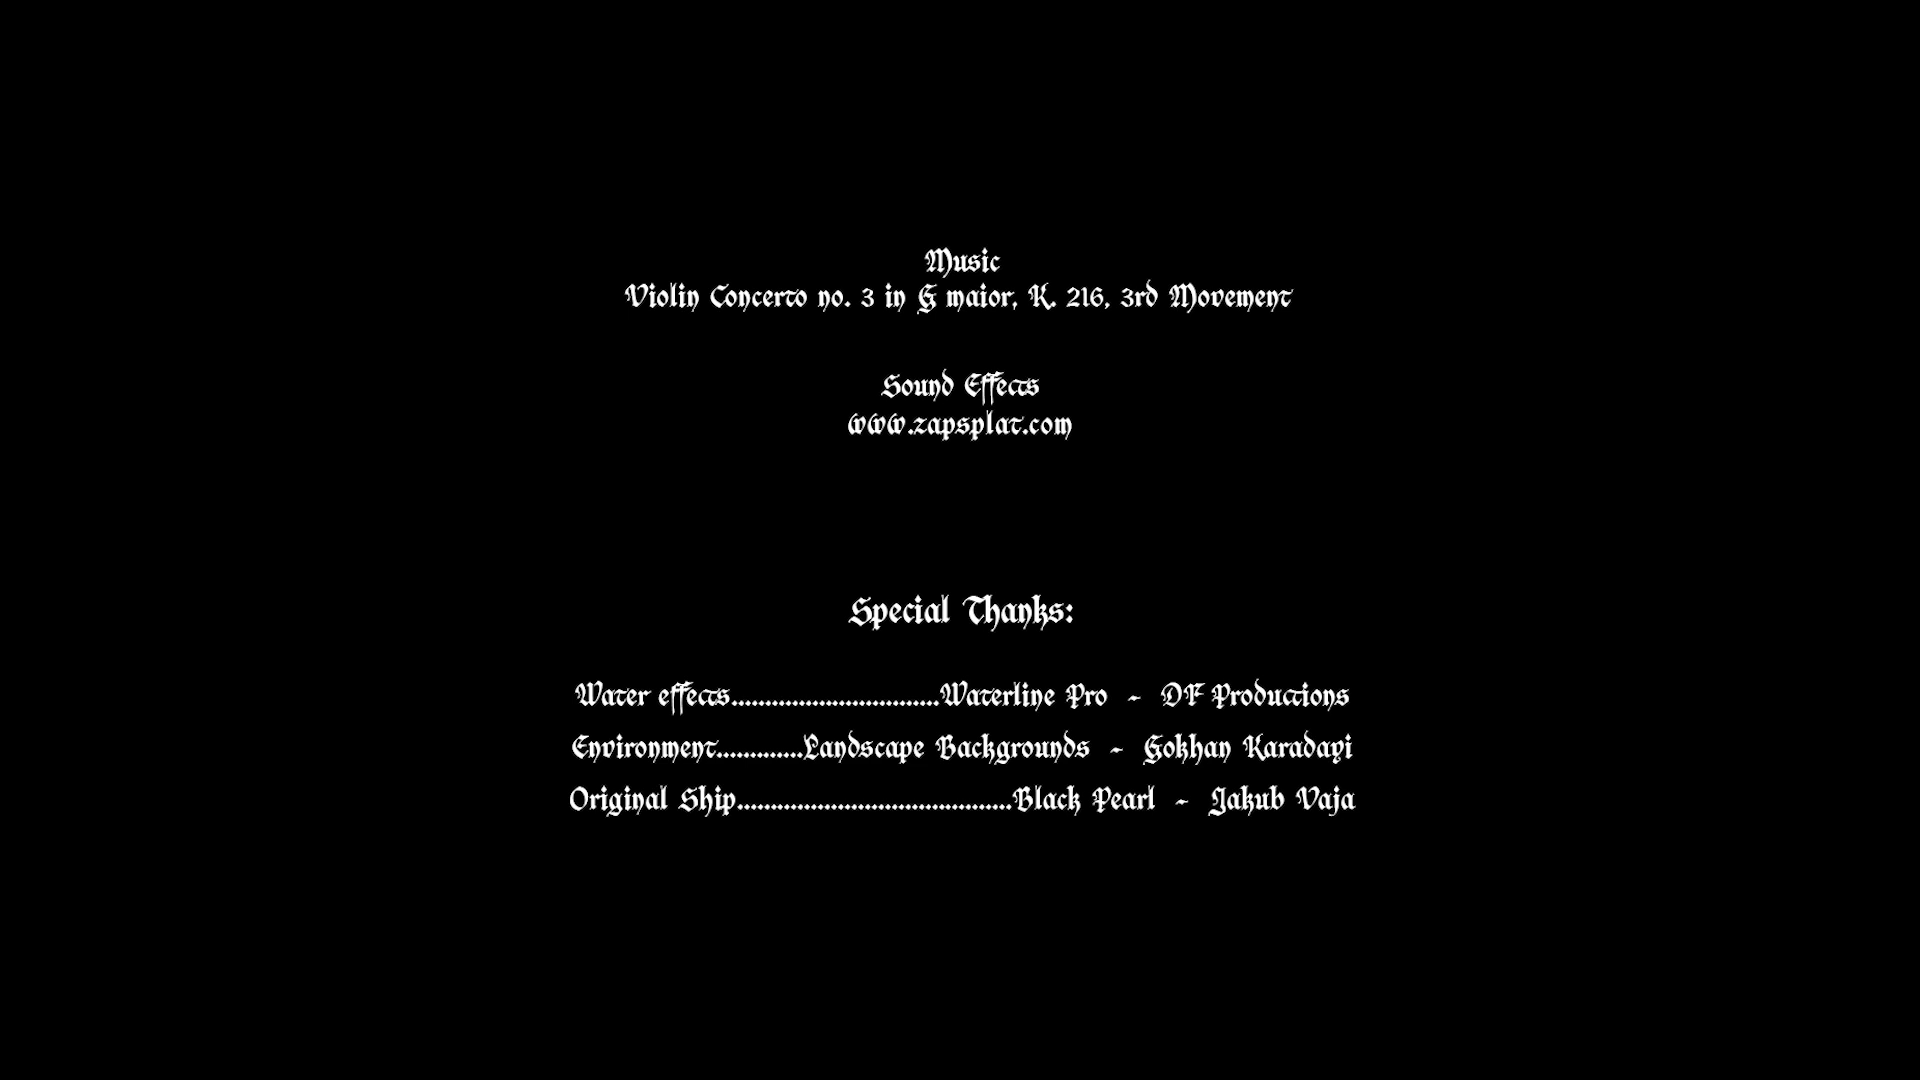 Music
Violin Concerto no. 3 in G maior, K. 216, 3rd Movement
Sound Effects
www.zapsplat.com
Special Thanks:
Water effects...............................Waterline Pro - DF Productions
Environment.............Landscape Backgrounds - Gokhan Karadayi
Original Ship.........................................Black Pearl - Jakub Vaja